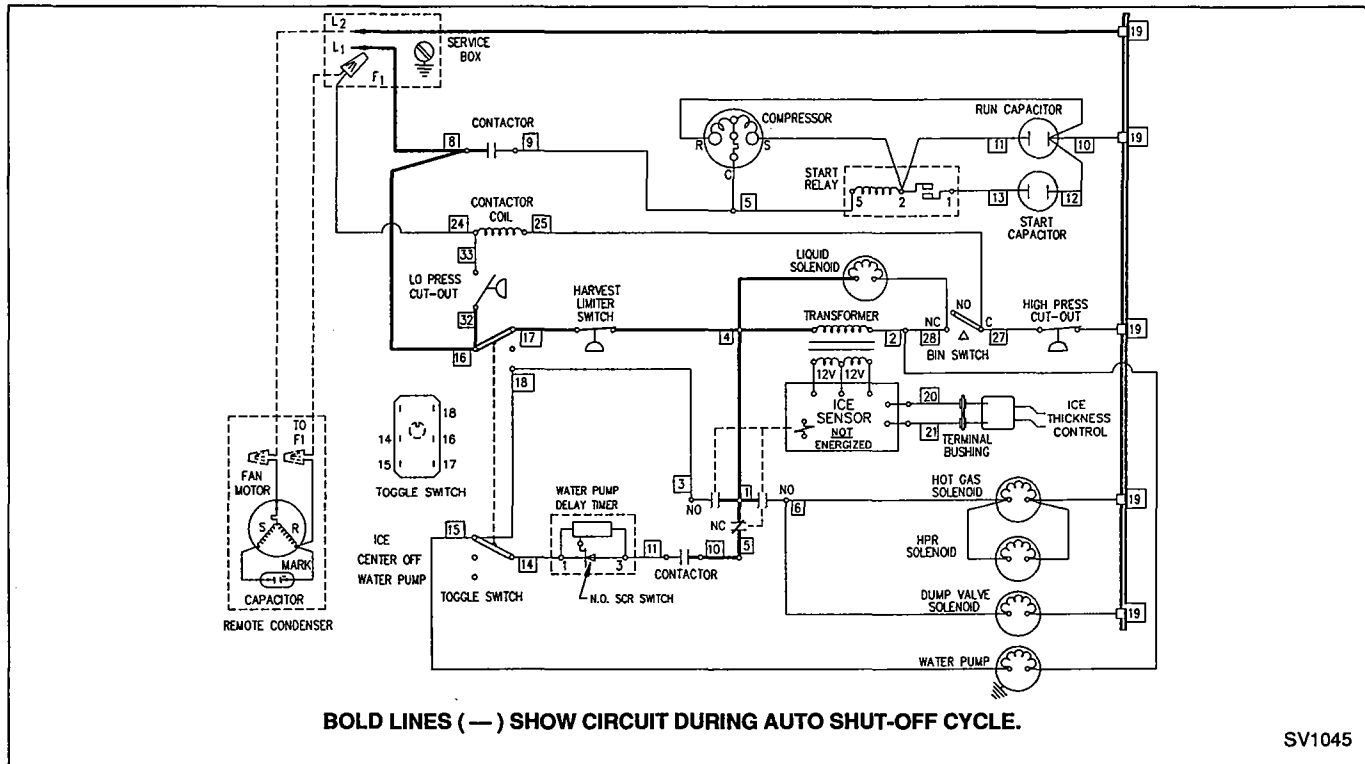 L2
L1
F1
SERVICE BOX
19
CONTACTOR
8
9
COMPRESSOR
R
S
C
RUN CAPACITOR
11
10
19
START RELAY
5
2
1
13
12
START CAPACITOR
5
24
CONTACTOR COIL
25
33
LO PRESS CUT-OUT
32
HARVEST LIMITER SWITCH
LIQUID SOLENOID
TRANSFORMER
NO
NC
C
HIGH PRESS CUT-OUT
19
16
17
4
2
28
27
BIN SWITCH
18
12V
12V
ICE SENSOR
NOT
ENERGIZED
20
21
TERMINAL BUSHING
ICE THICKNESS CONTROL
18
14
16
15
17
TOGGLE SWITCH
TO F1
FAN MOTOR
S
R
MARK
CAPACITOR
REMOTE CONDENSER
3
NO
1
NO
6
NC
5
HOT GAS SOLENOID
19
HPR SOLENOID
WATER PUMP DELAY TIMER
15
ICE
CENTER OFF
WATER PUMP
14
1
1
3
11
10
CONTACTOR
TOGGLE SWITCH
N.O. SCR SWITCH
DUMP VALVE SOLENOID
19
WATER PUMP
BOLD LINES ( — ) SHOW CIRCUIT DURING AUTO SHUT-OFF CYCLE.
SV1045